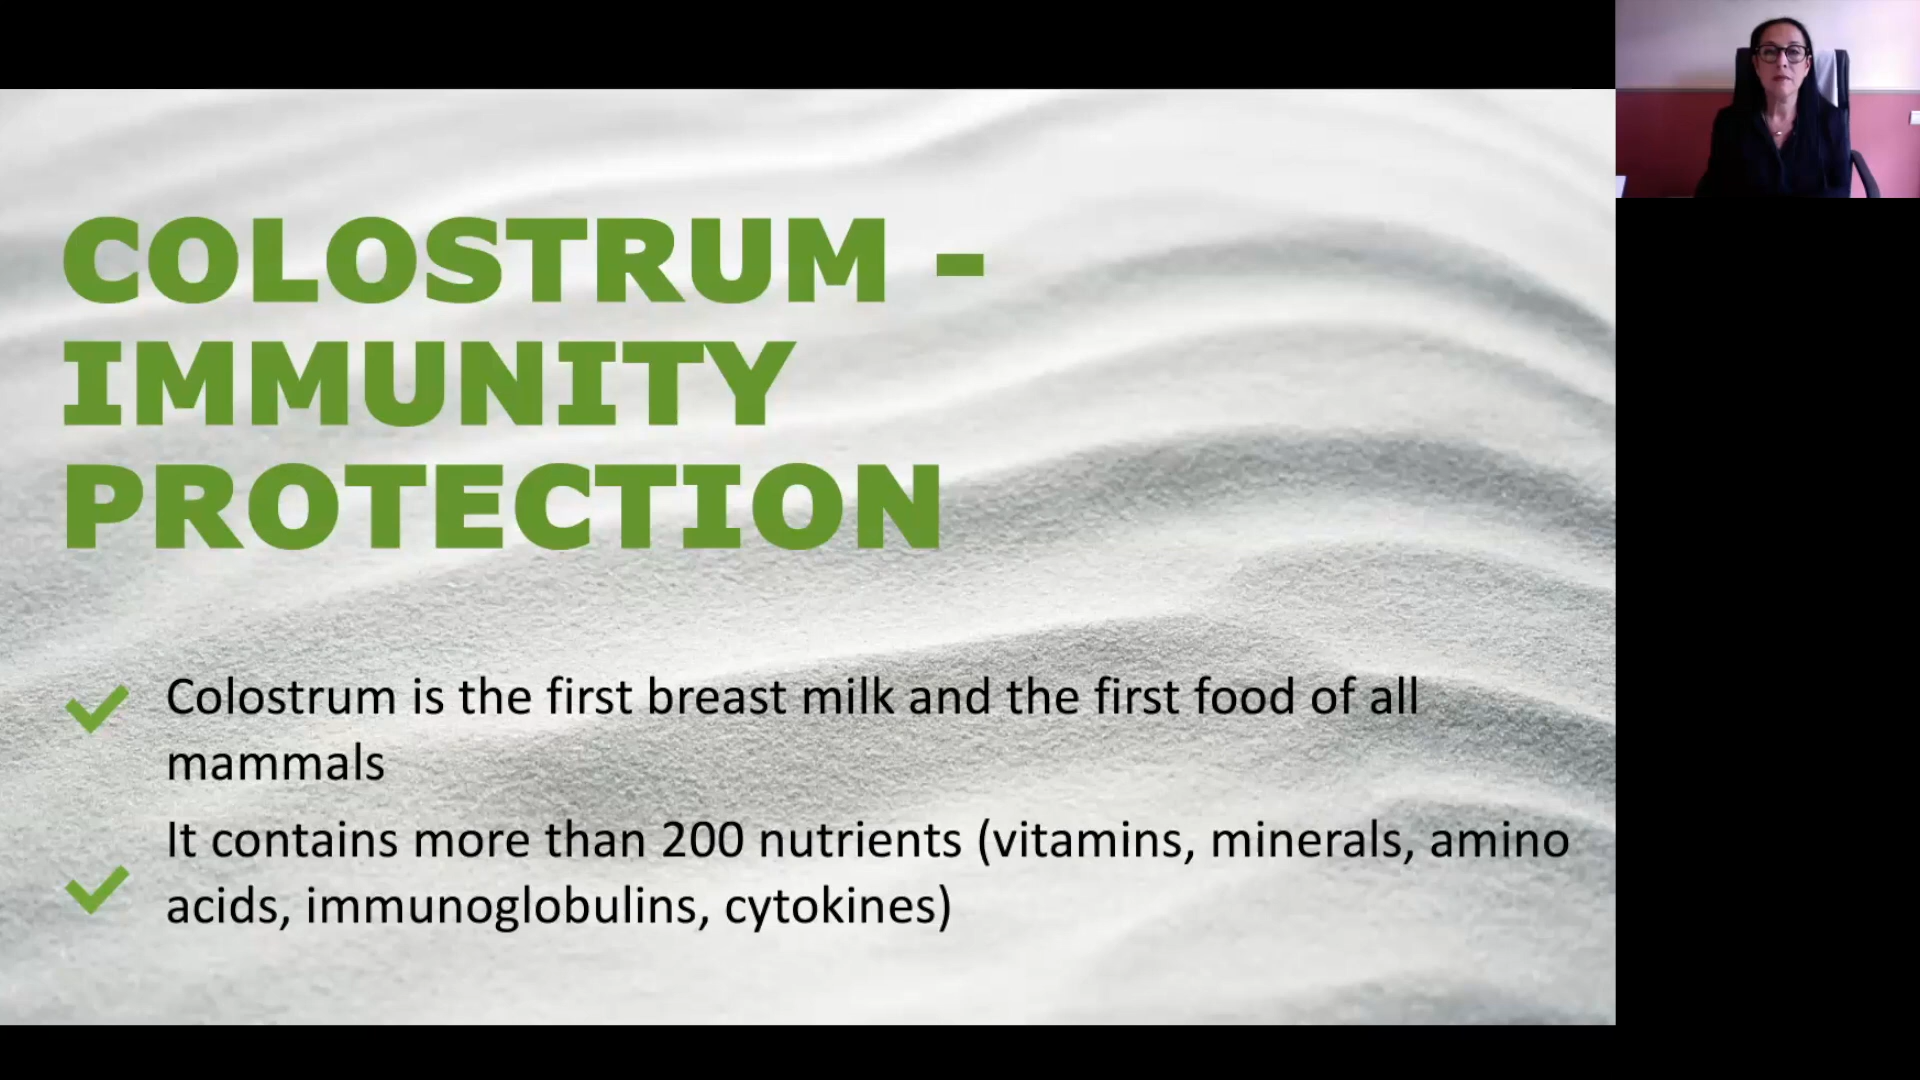 COLOSTRUM -
IMMUNITY
PROTECTION
Colostrum is the first breast milk and the first food of all
mammals
It contains more than 200 nutrients (vitamins, minerals, amino
acids, immunoglobulins, cytokines)